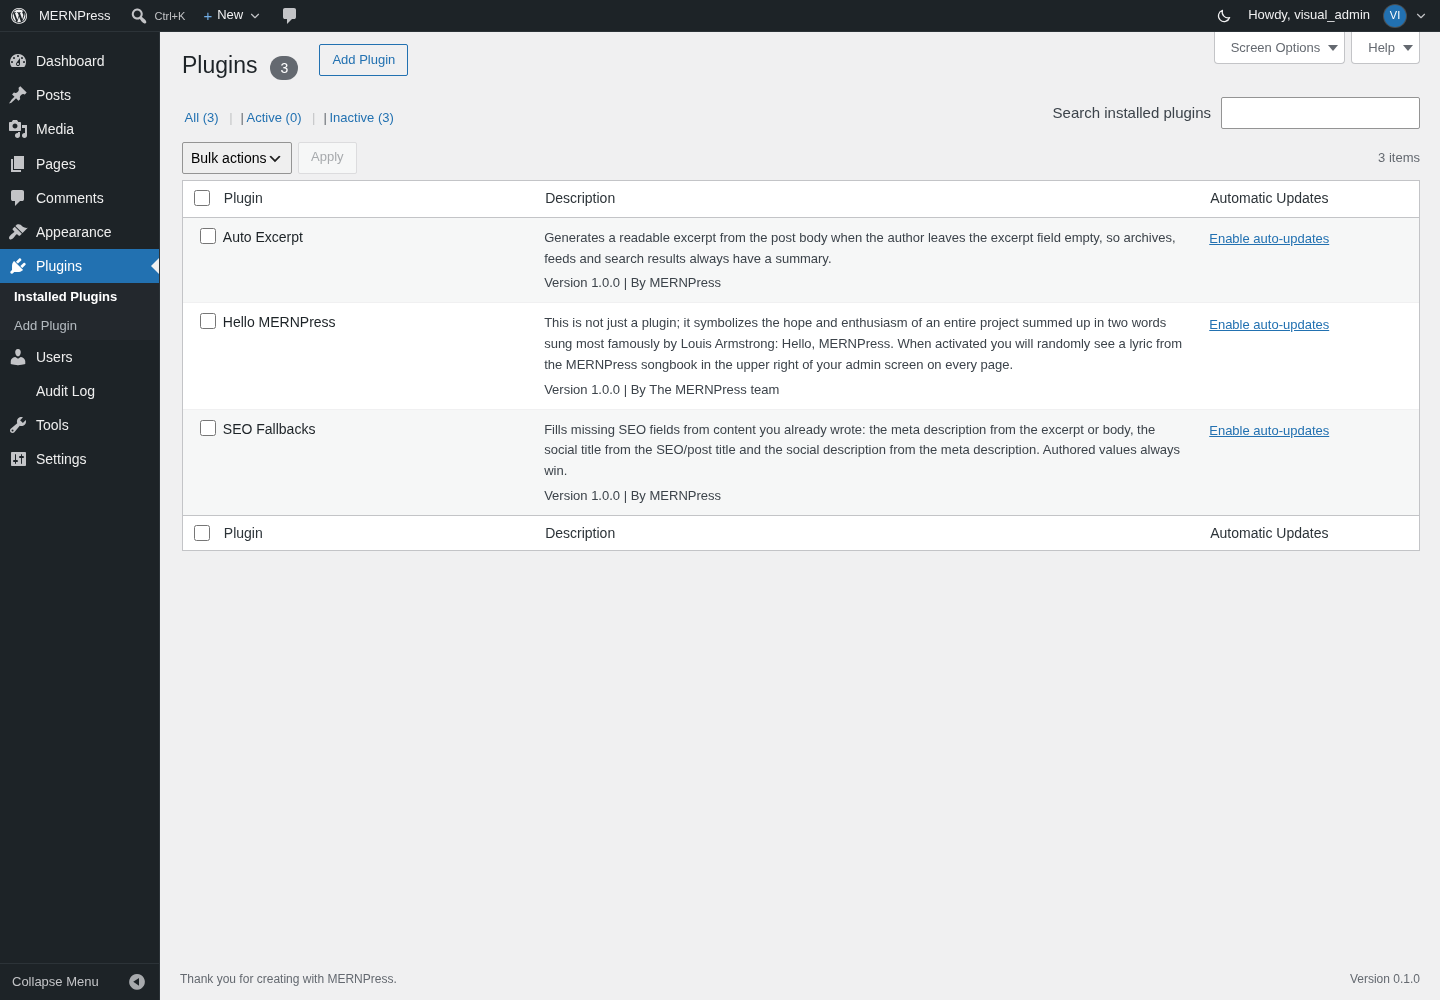 MERNPress Ctrl+K + New Howdy, visual_admin VI
Dashboard
Posts
Media
Pages
Comments
Appearance
Plugins
Installed Plugins
Add Plugin
Users
Audit Log
Tools
Settings
Collapse Menu
Screen Options Help
Plugins 3 Add Plugin
All (3) | | Active (0) | | Inactive (3)
Search installed plugins
Bulk actions Apply 3 items
Plugin Description Automatic Updates
Auto Excerpt Generates a readable excerpt from the post body when the author leaves the excerpt field empty, so archives, Enable auto-updates
feeds and search results always have a summary.
Version 1.0.0 | By MERNPress
Hello MERNPress This is not just a plugin; it symbolizes the hope and enthusiasm of an entire project summed up in two words Enable auto-updates
sung most famously by Louis Armstrong: Hello, MERNPress. When activated you will randomly see a lyric from
the MERNPress songbook in the upper right of your admin screen on every page.
Version 1.0.0 | By The MERNPress team
SEO Fallbacks Fills missing SEO fields from content you already wrote: the meta description from the excerpt or body, the Enable auto-updates
social title from the SEO/post title and the social description from the meta description. Authored values always
win.
Version 1.0.0 | By MERNPress
Plugin Description Automatic Updates
Thank you for creating with MERNPress. Version 0.1.0